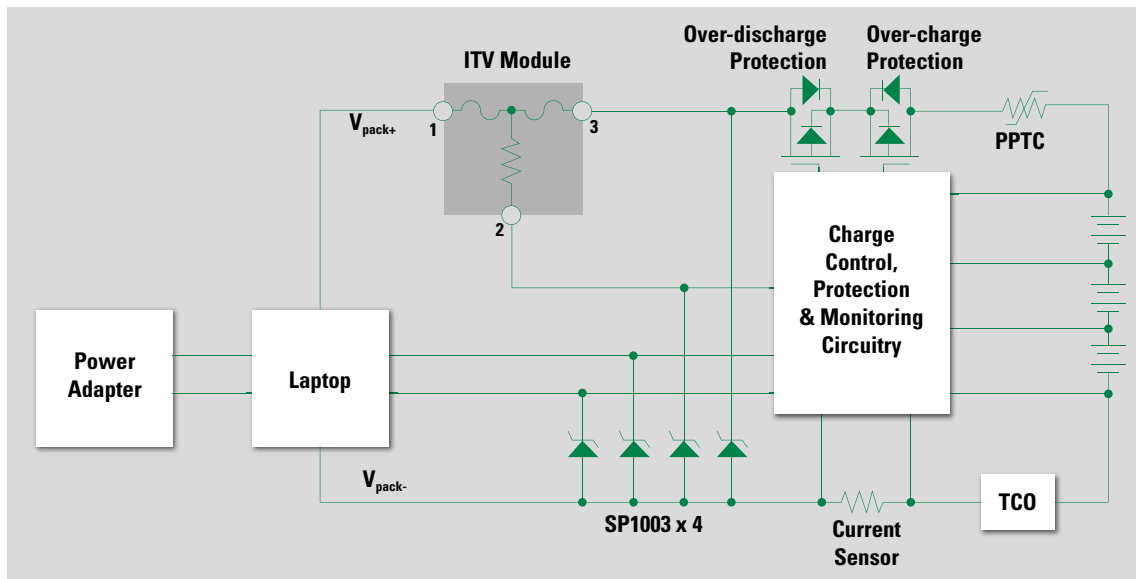 Over-discharge
Protection
Over-charge
Protection
ITV Module
Vpack+
1
3
2
PPTC
Charge
Control,
Protection
& Monitoring
Circuitry
Power
Adapter
Laptop
Vpack-
SP1003 x 4
Current
Sensor
TCO